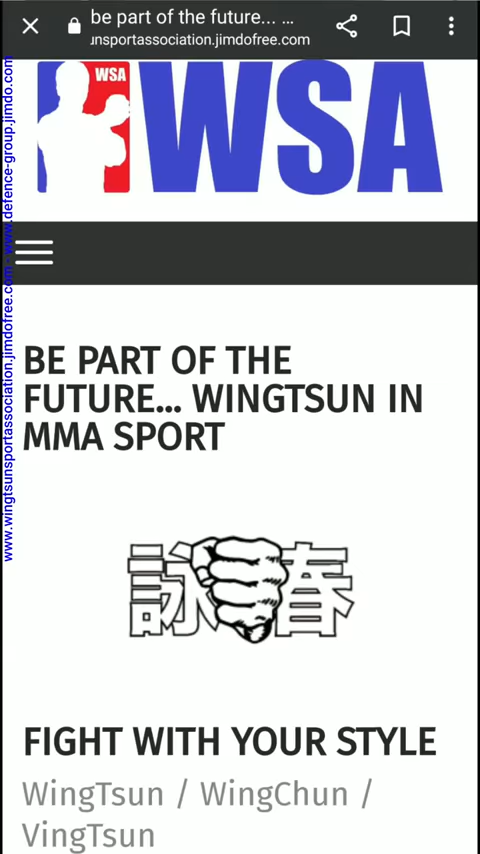 be part of the future... ...
unsportassociation.jimdofree.com
WSA
WSA
www.wingtsunsportassociation.jimdofree.com - www.defence-group.jimdo.com
BE PART OF THE
FUTURE... WINGTSUN IN
MMA SPORT
詠春
FIGHT WITH YOUR STYLE
WingTsun / WingChun /
VingTsun